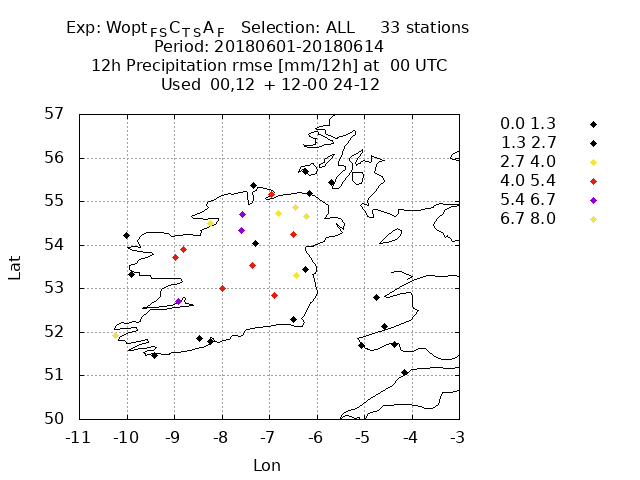 Exp: Wopt FS C TS A F Selection: ALL 33 stations
Period: 20180601-20180614
12h Precipitation rmse [mm/12h] at 00 UTC
Used 00,12 + 12-00 24-12
57
56
55
54
53
52
51
50
-11 -10 -9 -8 -7 -6 -5 -4 -3
Lat
Lon
0.0 1.3
1.3 2.7
2.7 4.0
4.0 5.4
5.4 6.7
6.7 8.0